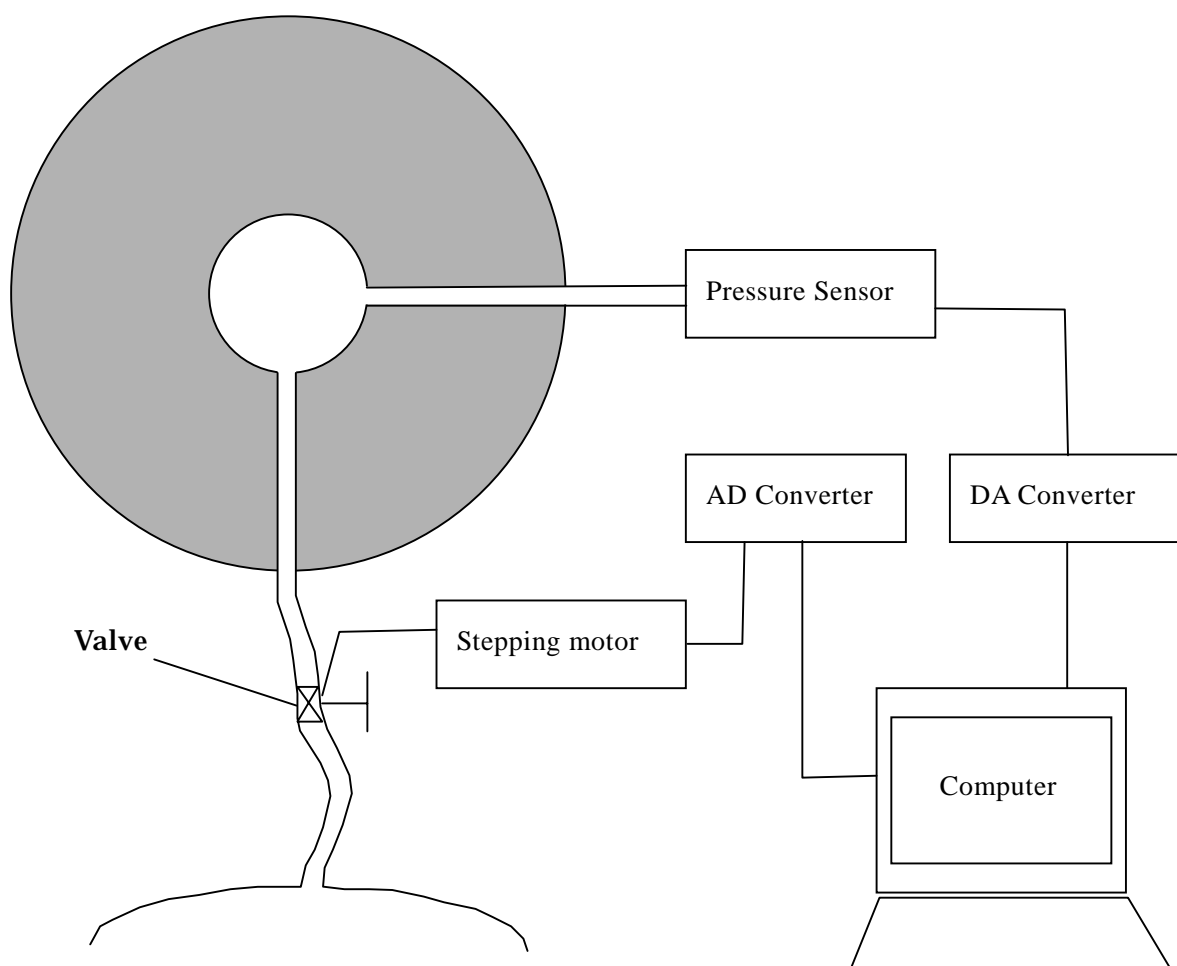 Pressure Sensor
AD Converter
DA Converter
Stepping motor
Valve
Computer